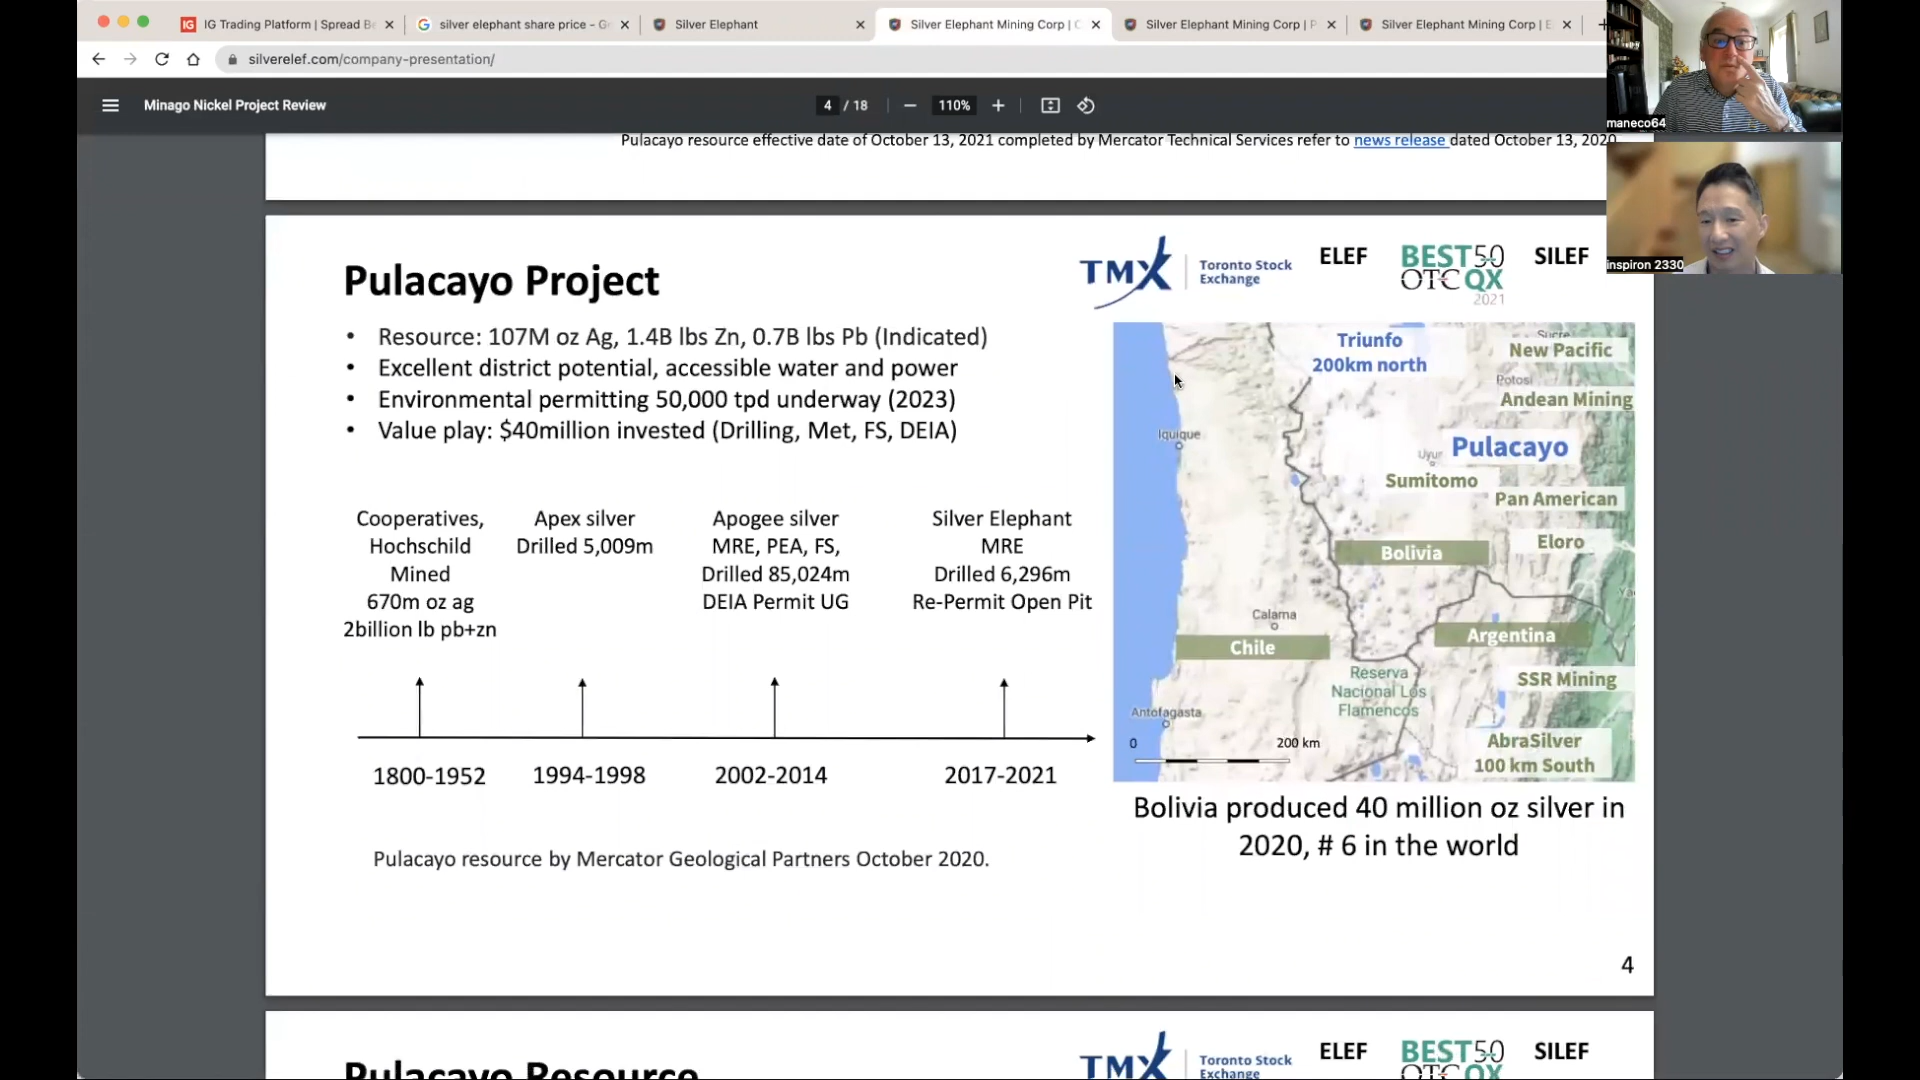 IG Trading Platform | Spread Be
silver elephant share price - Go
Silver Elephant
Silver Elephant Mining Corp | C
Silver Elephant Mining Corp | P
Silver Elephant Mining Corp | E
silverelef.com/company-presentation/
Minago Nickel Project Review
4 / 18
110%
maneco64
inspiron 2330
Pulacayo resource effective date of October 13, 2021 completed by Mercator Technical Services refer to news release dated October 13, 2020
Pulacayo Project
TMX
Toronto Stock
Exchange
ELEF
BEST50
OTCQX
2021
SILEF
• Resource: 107M oz Ag, 1.4B lbs Zn, 0.7B lbs Pb (Indicated)
• Excellent district potential, accessible water and power
• Environmental permitting 50,000 tpd underway (2023)
• Value play: $40million invested (Drilling, Met, FS, DEIA)
Cooperatives,
Hochschild
Mined
670m oz ag
2billion lb pb+zn
Apex silver
Drilled 5,009m
Apogee silver
MRE, PEA, FS,
Drilled 85,024m
DEIA Permit UG
Silver Elephant
MRE
Drilled 6,296m
Re-Permit Open Pit
1800-1952
1994-1998
2002-2014
2017-2021
Pulacayo resource by Mercator Geological Partners October 2020.
Triunfo
200km north
Sucre
New Pacific
Potosi
Andean Mining
Iquique
Pulacayo
Uyun
Sumitomo
Pan American
Eloro
Bolivia
Calama
Argentina
Chile
Reserva
Nacional Los
Flamencos
SSR Mining
Antofagasta
0
200 km
AbraSilver
100 km South
Bolivia produced 40 million oz silver in
2020, # 6 in the world
4
Pulacayo Resource
TMX
Toronto Stock
Exchange
ELEF
BEST50
OTCQX
SILEF